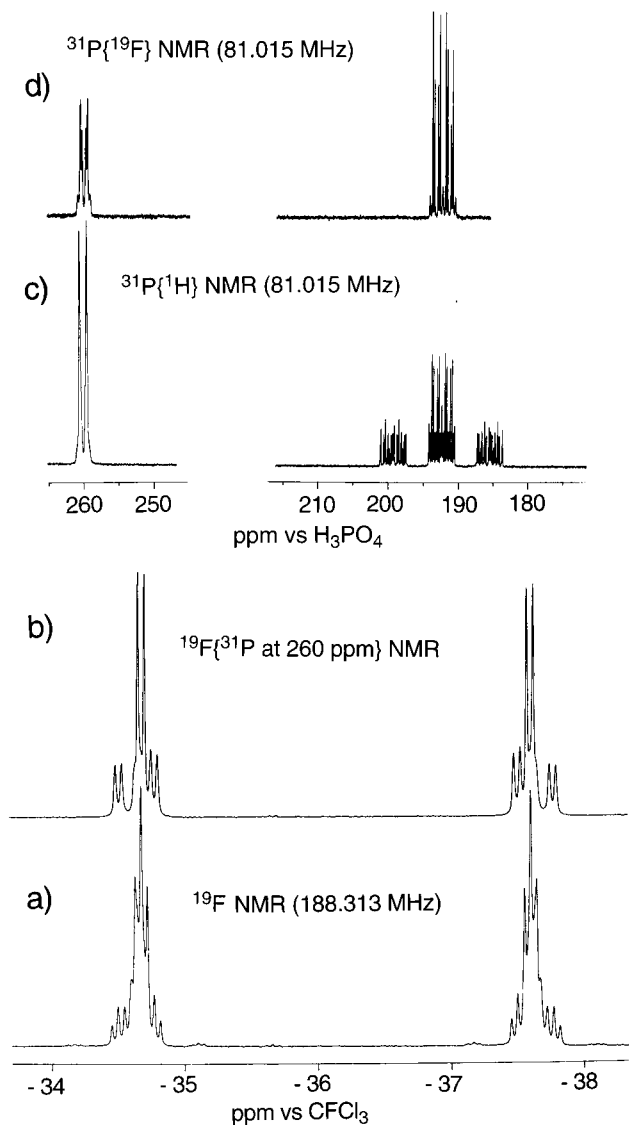 ³¹P{¹⁹F} NMR (81.015 MHz)
d)
c)
³¹P{¹H} NMR (81.015 MHz)
260 250 210 200 190 180
ppm vs H₃PO₄
b)
¹⁹F{³¹P at 260 ppm} NMR
a)
¹⁹F NMR (188.313 MHz)
- 34 - 35 - 36 - 37 - 38
ppm vs CFCl₃